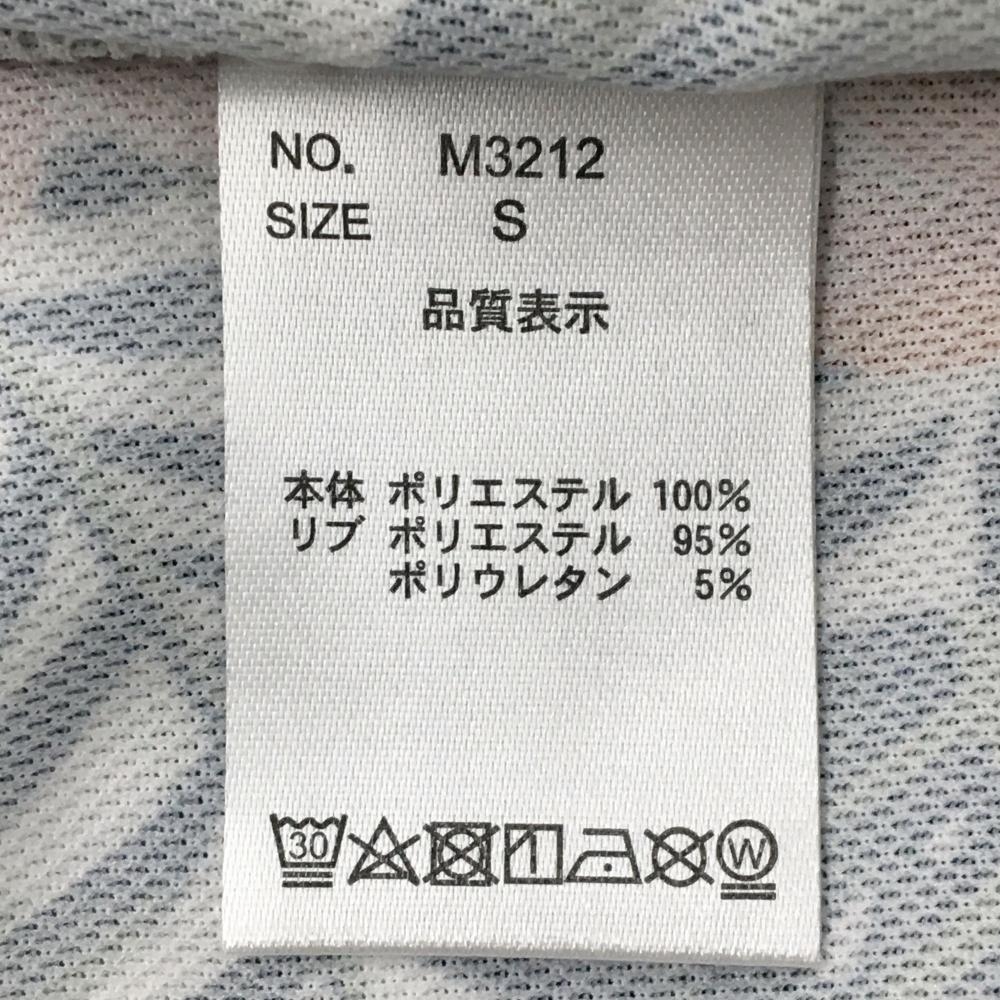 NO. M3212
SIZE S
品質表示
本体 ポリエステル 100%
リブ ポリエステル 95%
ポリウレタン 5%
30
W